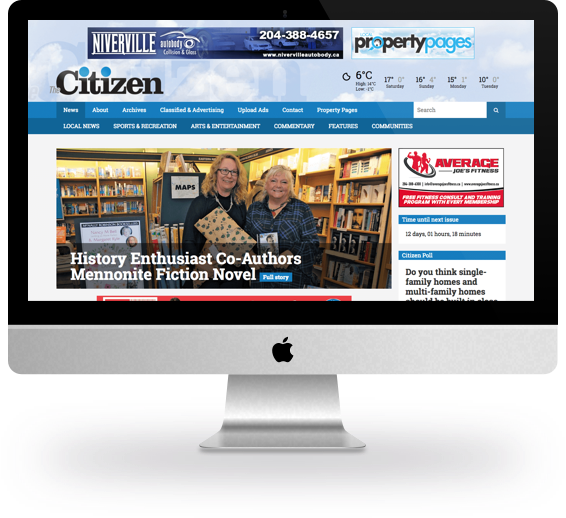 NIVERVILLE autobody
Collision & Glass
204-388-4657
www.nivervilleautobody.ca
propertypages
The Citizen
6°C
High: 14°C
Low: -1°C
17° 0°
Saturday
16° 4°
Sunday
15° 1°
Monday
10° 0°
Tuesday
News About Archives Classified & Advertising Upload Ads Contact Property Pages
Search
LOCAL NEWS SPORTS & RECREATION ARTS & ENTERTAINMENT COMMENTARY FEATURES COMMUNITIES
MAPS
History Enthusiast Co-Authors
Mennonite Fiction Novel Full story
AVERAGE
JOE'S FITNESS
FREE FITNESS CONSULT AND TRAINING
PROGRAM WITH EVERY MEMBERSHIP
Time until next issue
12 days, 01 hours, 18 minutes
Citizen Poll
Do you think single-
family homes and
multi-family homes
should be built in close